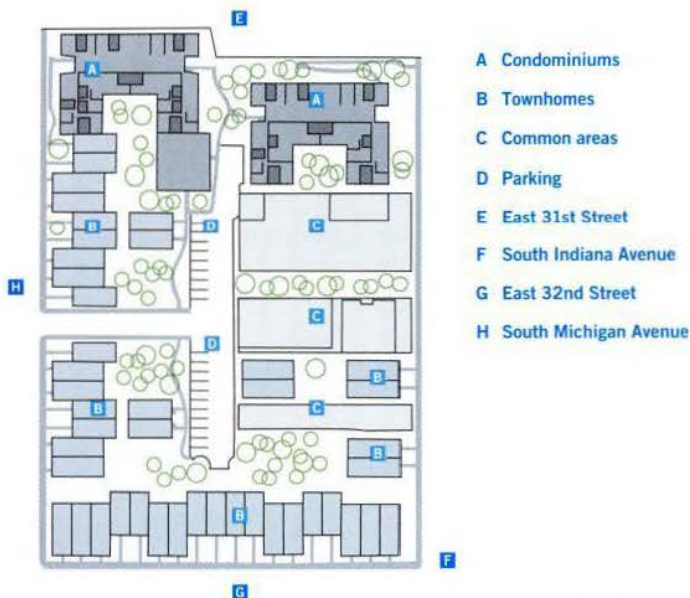 E
A Condominiums
A
A
B Townhomes
C Common areas
D Parking
B
D
C
E East 31st Street
F South Indiana Avenue
H
G East 32nd Street
C
H South Michigan Avenue
D
B
B
C
B
B
F
G